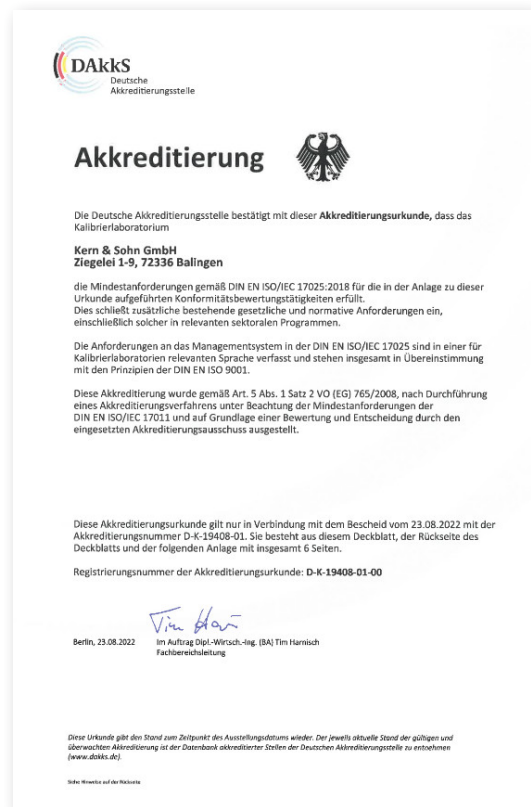 DAkkS
Deutsche
Akkreditierungsstelle
Akkreditierung
Die Deutsche Akkreditierungsstelle bestätigt mit dieser Akkreditierungsurkunde, dass das
Kalibrierlaboratorium
Kern & Sohn GmbH
Ziegelei 1-9, 72336 Balingen
die Mindestanforderungen gemäß DIN EN ISO/IEC 17025:2018 für die in der Anlage zu dieser
Urkunde aufgeführten Konformitätsbewertungstätigkeiten erfüllt.
Dies schließt zusätzliche bestehende gesetzliche und normative Anforderungen ein,
einschließlich solcher in relevanten sektoralen Programmen.
Die Anforderungen an das Managementsystem in der DIN EN ISO/IEC 17025 sind in einer für
Kalibrierlaboratorien relevanten Sprache verfasst und stehen insgesamt in Übereinstimmung
mit den Prinzipien der DIN EN ISO 9001.
Diese Akkreditierung wurde gemäß Art. 5 Abs. 1 Satz 2 VO (EG) 765/2008, nach Durchführung
eines Akkreditierungsverfahrens unter Beachtung der Mindestanforderungen der
DIN EN ISO/IEC 17011 und auf Grundlage einer Bewertung und Entscheidung durch den
eingesetzten Akkreditierungsausschuss ausgestellt.
Diese Akkreditierungsurkunde gilt nur in Verbindung mit dem Bescheid vom 23.08.2022 mit der
Akkreditierungsnummer D-K-19408-01. Sie besteht aus diesem Deckblatt, der Rückseite des
Deckblatts und der folgenden Anlage mit insgesamt 6 Seiten.
Registrierungsnummer der Akkreditierungsurkunde: D-K-19408-01-00
Berlin, 23.08.2022 Im Auftrag Dipl.-Wirtsch.-Ing. (BA) Tim Harnisch
Fachbereichsleitung
Diese Urkunde gibt den Stand zum Zeitpunkt des Ausstellungsdatums wieder. Der jeweils aktuelle Stand der gültigen und
überwachten Akkreditierung ist der Datenbank akkreditierter Stellen der Deutschen Akkreditierungsstelle zu entnehmen
(www.dakks.de).
Siehe Hinweise auf der Rückseite